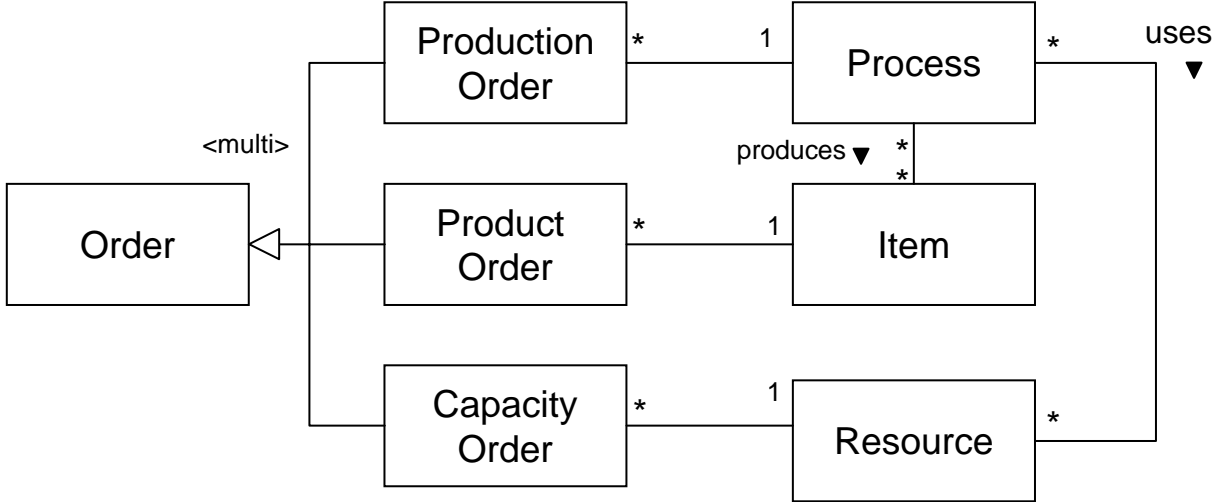 Production
Order
*
1
Process
*
uses
▼
<multi>
produces ▼
*
*
Order
Product
Order
*
1
Item
Capacity
Order
*
1
Resource
*